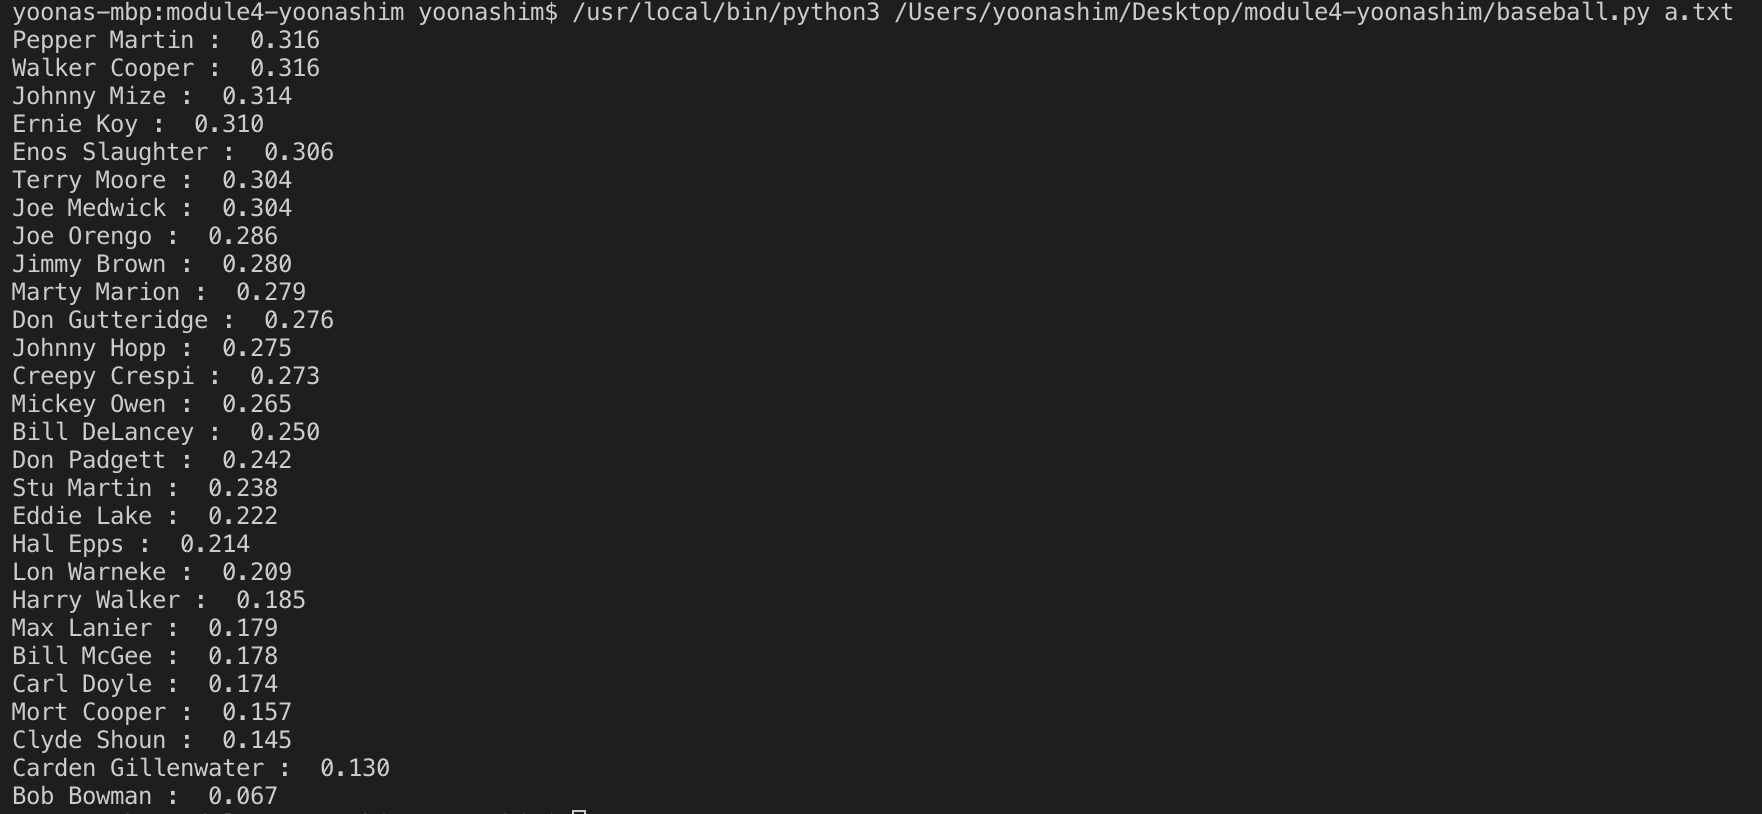 yoonas-mbp:module4-yoonashim yoonashim$ /usr/local/bin/python3 /Users/yoonashim/Desktop/module4-yoonashim/baseball.py a.txt
Pepper Martin :  0.316
Walker Cooper :  0.316
Johnny Mize :  0.314
Ernie Koy :  0.310
Enos Slaughter :  0.306
Terry Moore :  0.304
Joe Medwick :  0.304
Joe Orengo :  0.286
Jimmy Brown :  0.280
Marty Marion :  0.279
Don Gutteridge :  0.276
Johnny Hopp :  0.275
Creepy Crespi :  0.273
Mickey Owen :  0.265
Bill DeLancey :  0.250
Don Padgett :  0.242
Stu Martin :  0.238
Eddie Lake :  0.222
Hal Epps :  0.214
Lon Warneke :  0.209
Harry Walker :  0.185
Max Lanier :  0.179
Bill McGee :  0.178
Carl Doyle :  0.174
Mort Cooper :  0.157
Clyde Shoun :  0.145
Carden Gillenwater :  0.130
Bob Bowman :  0.067